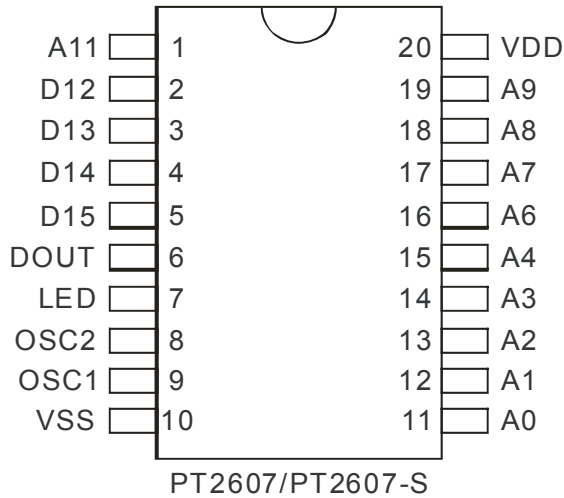 A11 1 20 VDD
D12 2 19 A9
D13 3 18 A8
D14 4 17 A7
D15 5 16 A6
DOUT 6 15 A4
LED 7 14 A3
OSC2 8 13 A2
OSC1 9 12 A1
VSS 10 11 A0
PT2607/PT2607-S